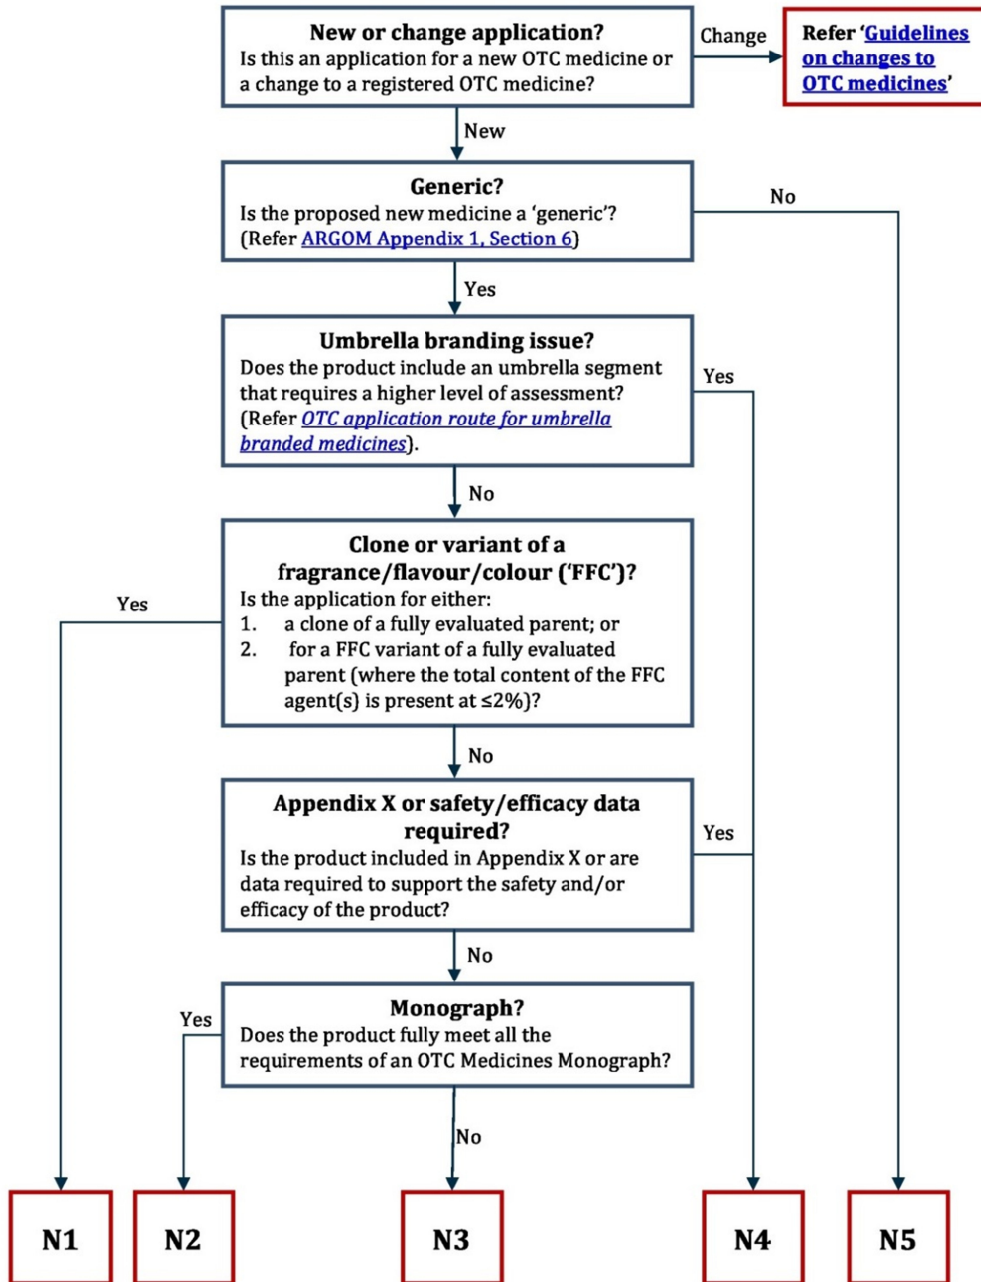 New or change application?
Is this an application for a new OTC medicine or
a change to a registered OTC medicine?
Change
Refer ‘Guidelines
on changes to
OTC medicines’
New
Generic?
Is the proposed new medicine a ‘generic’?
(Refer ARGOM Appendix 1, Section 6)
No
Yes
Umbrella branding issue?
Does the product include an umbrella segment
that requires a higher level of assessment?
(Refer OTC application route for umbrella
branded medicines).
Yes
No
Clone or variant of a
fragrance/flavour/colour (‘FFC’)?
Is the application for either:
1. a clone of a fully evaluated parent; or
2. for a FFC variant of a fully evaluated
parent (where the total content of the FFC
agent(s) is present at ≤2%)?
Yes
No
Appendix X or safety/efficacy data
required?
Is the product included in Appendix X or are
data required to support the safety and/or
efficacy of the product?
Yes
No
Monograph?
Does the product fully meet all the
requirements of an OTC Medicines Monograph?
Yes
No
N1
N2
N3
N4
N5